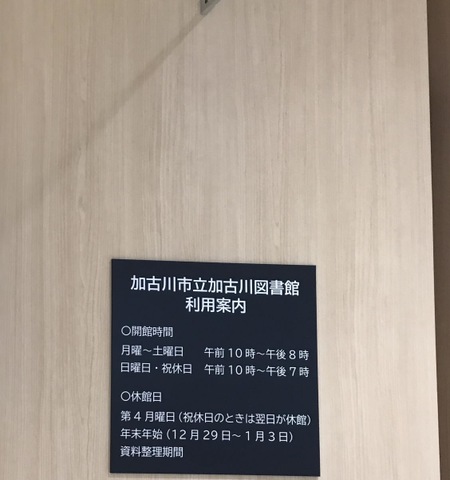 加古川市立加古川図書館
利用案内
○開館時間
月曜～土曜日　午前10時～午後8時
日曜日・祝休日　午前10時～午後7時
○休館日
第4月曜日（祝休日のときは翌日が休館）
年末年始（12月29日～1月3日）
資料整理期間